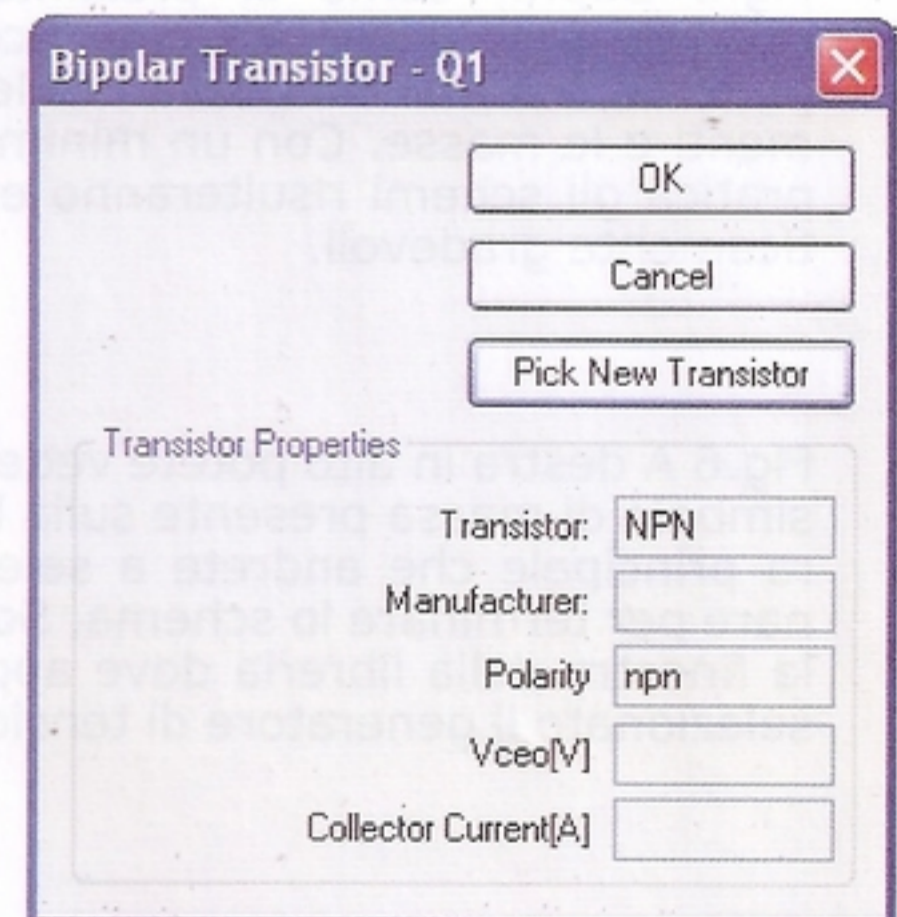 Bipolar Transistor - Q1
OK
Cancel
Pick New Transistor
Transistor Properties
Transistor: NPN
Manufacturer:
Polarity npn
Vceo[V]
Collector Current[A]